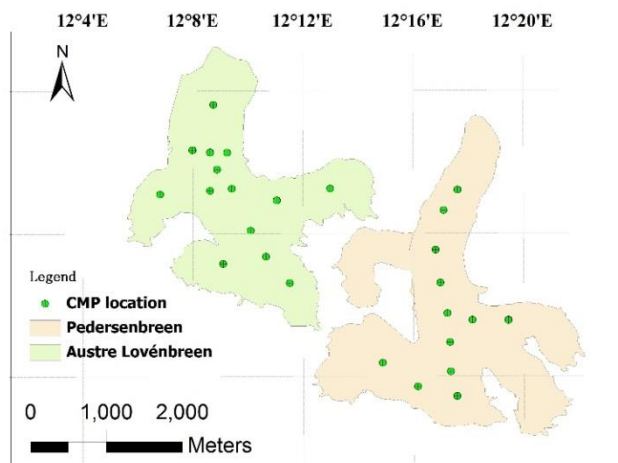 12°4'E 12°8'E 12°12'E 12°16'E 12°20'E
N
Legend
CMP location
Pedersenbreen
Austre Lovénbreen
0 1,000 2,000
Meters